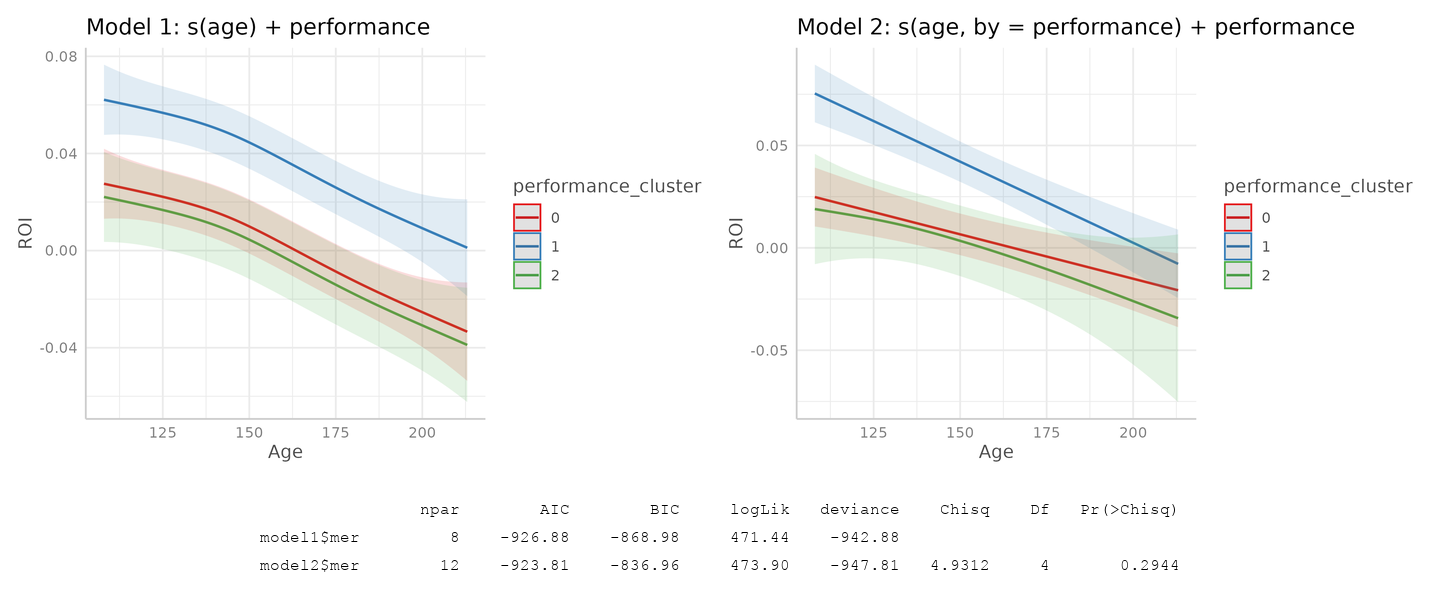 Model 1: s(age) + performance
0.08
0.04
0.00
-0.04
ROI
125 150 175 200
Age
performance_cluster
0
1
2
Model 2: s(age, by = performance) + performance
0.05
0.00
-0.05
ROI
125 150 175 200
Age
performance_cluster
0
1
2
npar AIC BIC logLik deviance Chisq Df Pr(>Chisq)
model1$mer 8 -926.88 -868.98 471.44 -942.88
model2$mer 12 -923.81 -836.96 473.90 -947.81 4.9312 4 0.2944